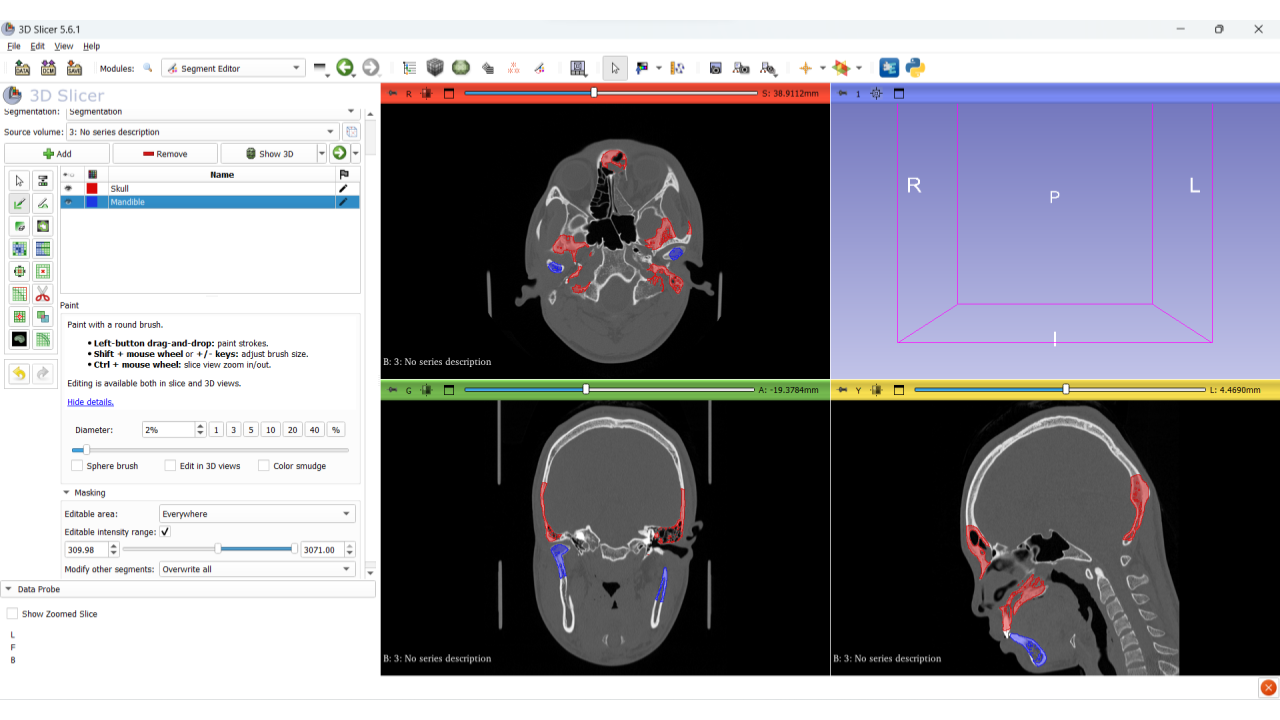 3D Slicer 5.6.1
File Edit View Help
DATA DCM SAVE Modules: Segment Editor
3D Slicer
R S: 38.9112mm
1
Segmentation: Segmentation
Source volume: 3: No series description
Add Remove Show 3D
Name
Skull
Mandible
R P L
I
B: 3: No series description
Paint
Paint with a round brush.
• Left-button drag-and-drop: paint strokes.
• Shift + mouse wheel or +/- keys: adjust brush size.
• Ctrl + mouse wheel: slice view zoom in/out.
Editing is available both in slice and 3D views.
Hide details.
G A: -19.3784mm
Y L: 4.4690mm
Diameter: 2% 1 3 5 10 20 40 %
Sphere brush Edit in 3D views Color smudge
Masking
Editable area: Everywhere
Editable intensity range:
309.98 3071.00
Modify other segments: Overwrite all
Data Probe
Show Zoomed Slice
L
F
B
B: 3: No series description
B: 3: No series description